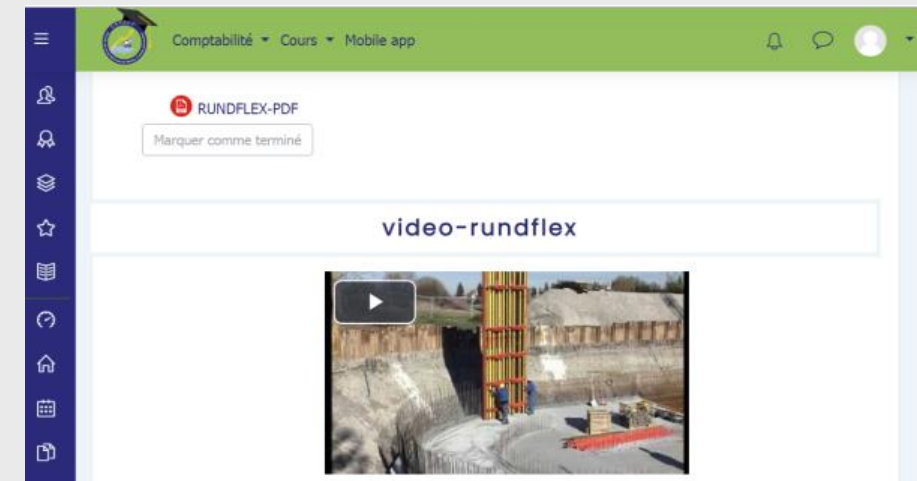 Comptabilité Cours Mobile app
RUNDFLEX-PDF
Marquer comme terminé
video-rundflex